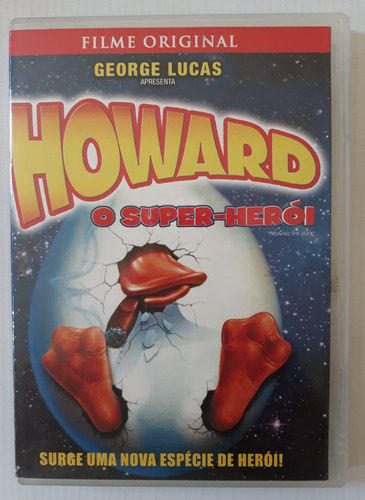 FILME ORIGINAL
GEORGE LUCAS
APRESENTA
HOWARD
O SUPER-HERÓI
HOWARD THE DUCK
SURGE UMA NOVA ESPÉCIE DE HERÓI!